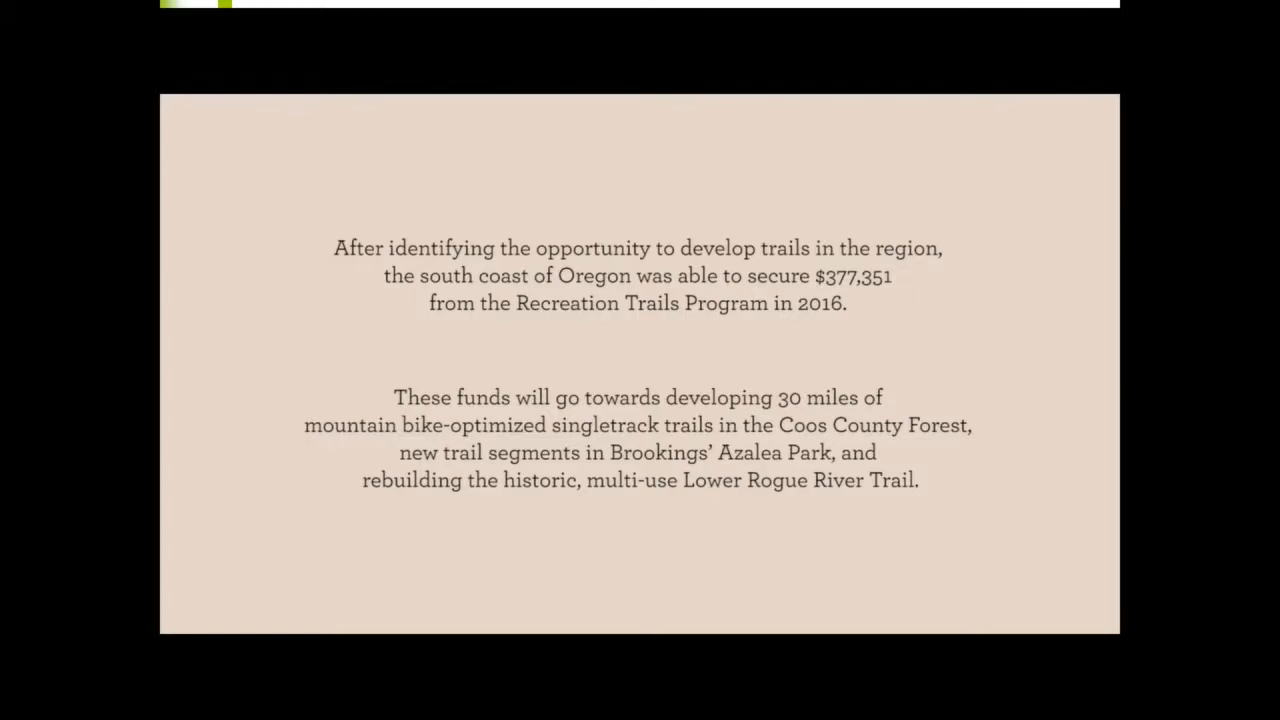 After identifying the opportunity to develop trails in the region,
the south coast of Oregon was able to secure $377,351
from the Recreation Trails Program in 2016.
These funds will go towards developing 30 miles of
mountain bike-optimized singletrack trails in the Coos County Forest,
new trail segments in Brookings’ Azalea Park, and
rebuilding the historic, multi-use Lower Rogue River Trail.